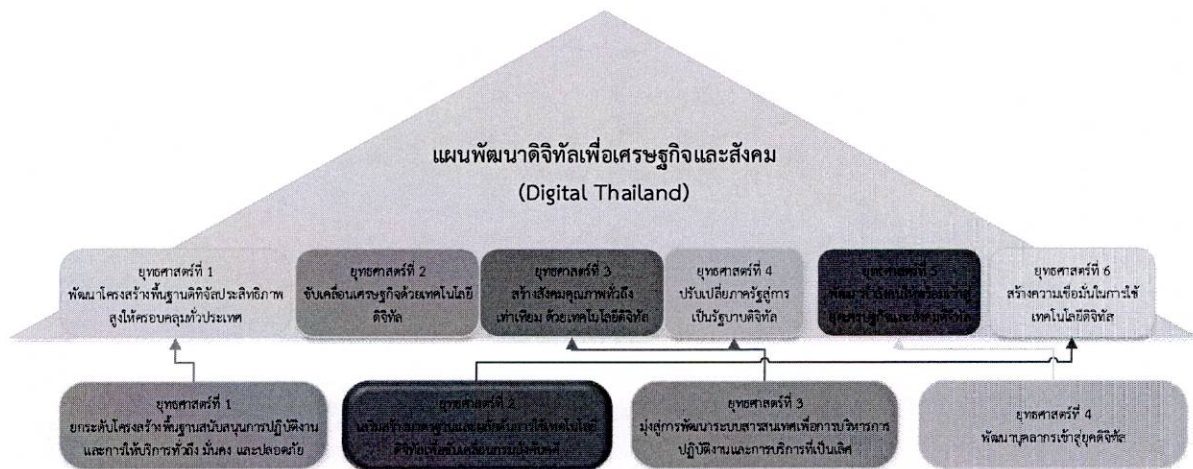 แผนพัฒนาดิจิทัลเพื่อเศรษฐกิจและสังคม
(Digital Thailand)
ยุทธศาสตร์ที่ 1
พัฒนาโครงสร้างพื้นฐานดิทิจัลประสิทธิภาพ
สูงให้ครอบคลุมทั่วประเทศ
ยุทธศาสตร์ที่ 2
ขับเคลื่อนเศรษฐกิจด้วยเทคโนโลยี
ดิจิทัล
ยุทธศาสตร์ที่ 3
สร้างสังคมคุณภาพทั่วถึง
เท่าเทียม ด้วยเทคโนโลยีดิจิทัล
ยุทธศาสตร์ที่ 4
ปรับเปลี่ยภาครัฐสู่การ
เป็นรัฐบาบดิจิทัล
ยุทธศาสตร์ที่ 5
ยุทธศาสตร์ที่ 6
สร้างความเชื่อมั่นในการใช้
เทคโนโลยีดิจิทัส
ยุทธศาสตร์ที่ 1
ยกระดับโครงสร้างพื้นฐานสนับสนุนการปฏิบัติงาน
และการให้บริการทั่วถึง มั่นคง และปลอดภัย
ยุทธศาสตร์ที่ 2
ยุทธศาสตร์ที่ 3
มุ่งสู่การพัฒนาระบบสารสนเทศเพื่อการบริหารการ
ปฏิบัติงานและการบริการที่เป็นเลิศ
ยุทธศาสตร์ที่ 4
พัฒนาบุคลากรเข้าสู่ยุคดิจิทัล